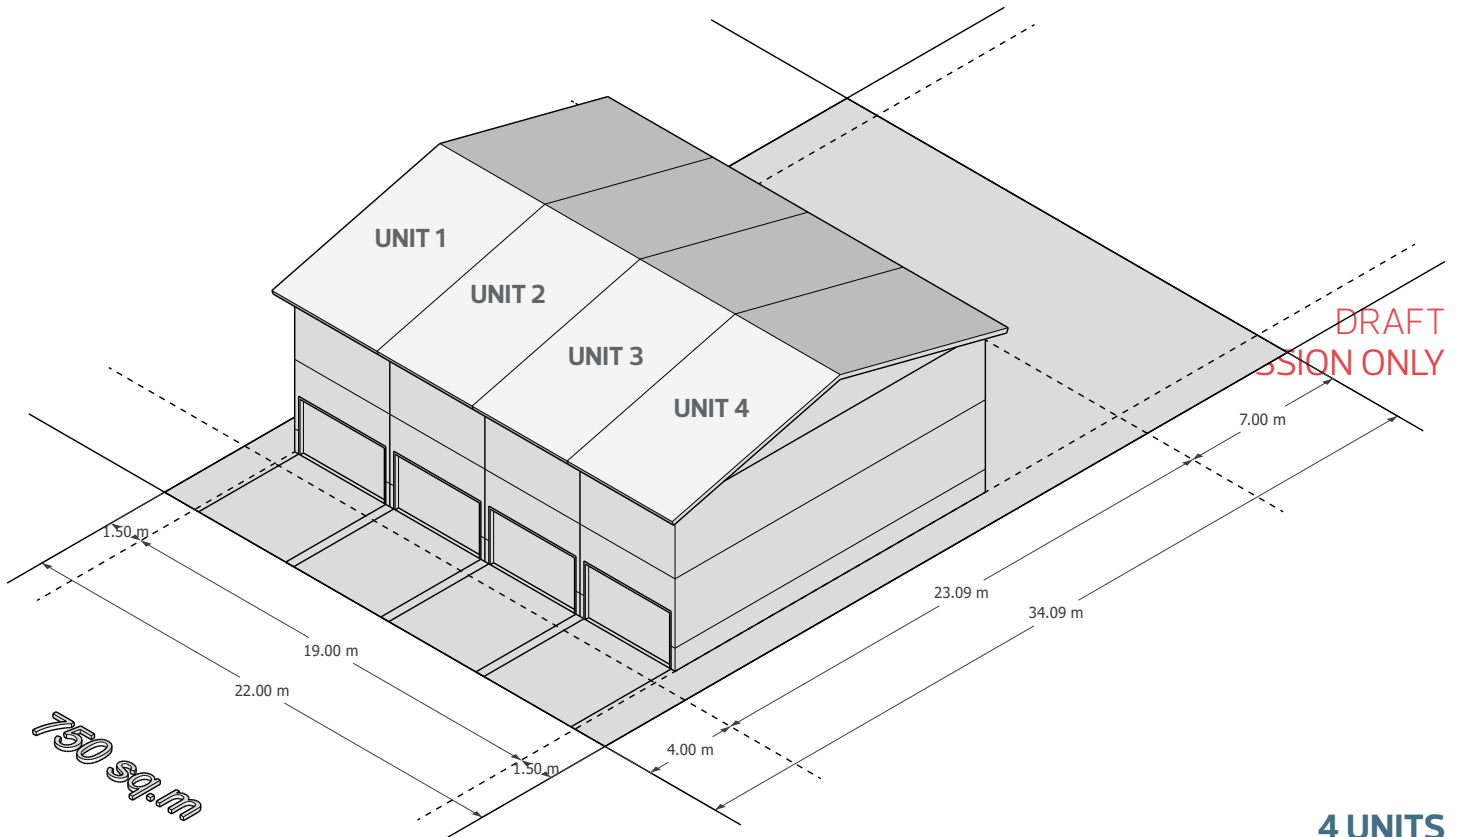 UNIT 1
UNIT 2
UNIT 3
UNIT 4
DRAFT
SSION ONLY
7.00 m
23.09 m
34.09 m
1.50 m
19.00 m
22.00 m
4.00 m
1.50 m
750 sq.m
4 UNITS